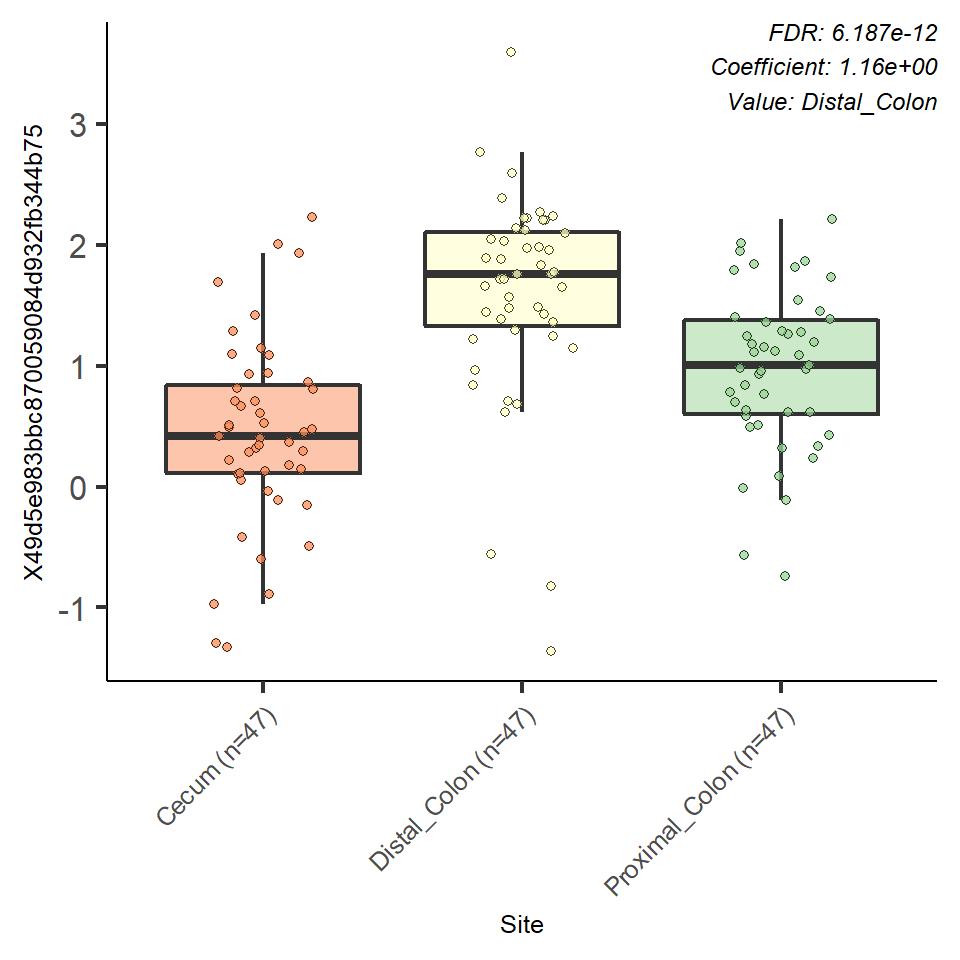 FDR: 6.187e-12
Coefficient: 1.16e+00
Value: Distal_Colon
X49d5e983bbc870059084d932fb344b75
3
2
1
0
-1
Cecum (n=47)
Distal_Colon (n=47)
Proximal_Colon (n=47)
Site